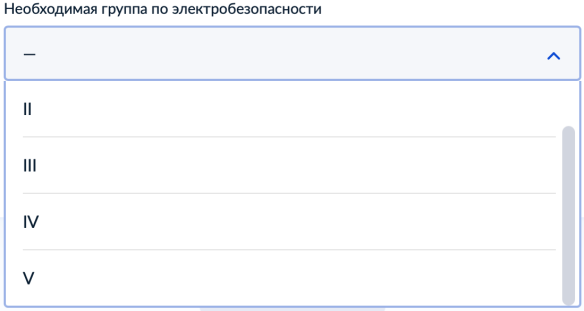 Необходимая группа по электробезопасности
—
II
III
IV
V